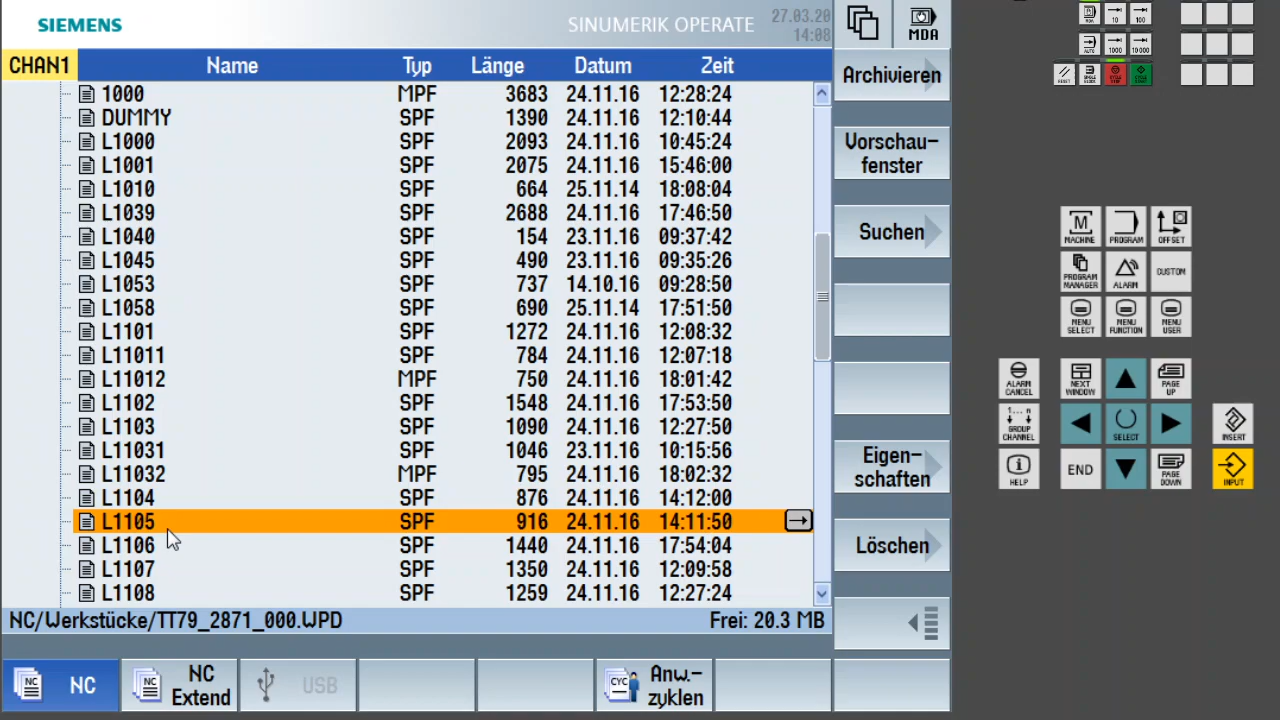 SIEMENS
SINUMERIK OPERATE
27.03.20
14:08
MDA
CHAN1 Name Typ Länge Datum Zeit
1000 MPF 3683 24.11.16 12:28:24
DUMMY SPF 1390 24.11.16 12:10:44
L1000 SPF 2093 24.11.16 10:45:24
L1001 SPF 2075 24.11.16 15:46:00
L1010 SPF 664 25.11.14 18:08:04
L1039 SPF 2688 24.11.16 17:46:50
L1040 SPF 154 23.11.16 09:37:42
L1045 SPF 490 23.11.16 09:35:26
L1053 SPF 737 14.10.16 09:28:50
L1058 SPF 690 25.11.14 17:51:50
L1101 SPF 1272 24.11.16 12:08:32
L11011 SPF 784 24.11.16 12:07:18
L11012 MPF 750 24.11.16 18:01:42
L1102 SPF 1548 24.11.16 17:53:50
L1103 SPF 1090 24.11.16 12:27:50
L11031 SPF 1046 24.11.16 10:15:56
L11032 MPF 795 24.11.16 18:02:32
L1104 SPF 876 24.11.16 14:12:00
L1105 SPF 916 24.11.16 14:11:50
L1106 SPF 1440 24.11.16 17:54:04
L1107 SPF 1350 24.11.16 12:09:58
L1108 SPF 1259 24.11.16 12:27:24
NC/Werkstücke/TT79_2871_000.WPD Frei: 20.3 MB
Archivieren
Vorschau-
fenster
Suchen
Eigen-
schaften
Löschen
NC
NC
NC
NC
Extend
USB
CYC
Anw.-
zyklen
10
100
AUTO
1000
10000
RESET
M
MACHINE
PROGRAM
OFFSET
PROGRAM
MANAGER
ALARM
CUSTOM
MENU
SELECT
MENU
FUNCTION
MENU
USER
ALARM
CANCEL
NEXT
WINDOW
PAGE
UP
1... n
GROUP
CHANNEL
SELECT
INSERT
HELP
END
PAGE
DOWN
INPUT